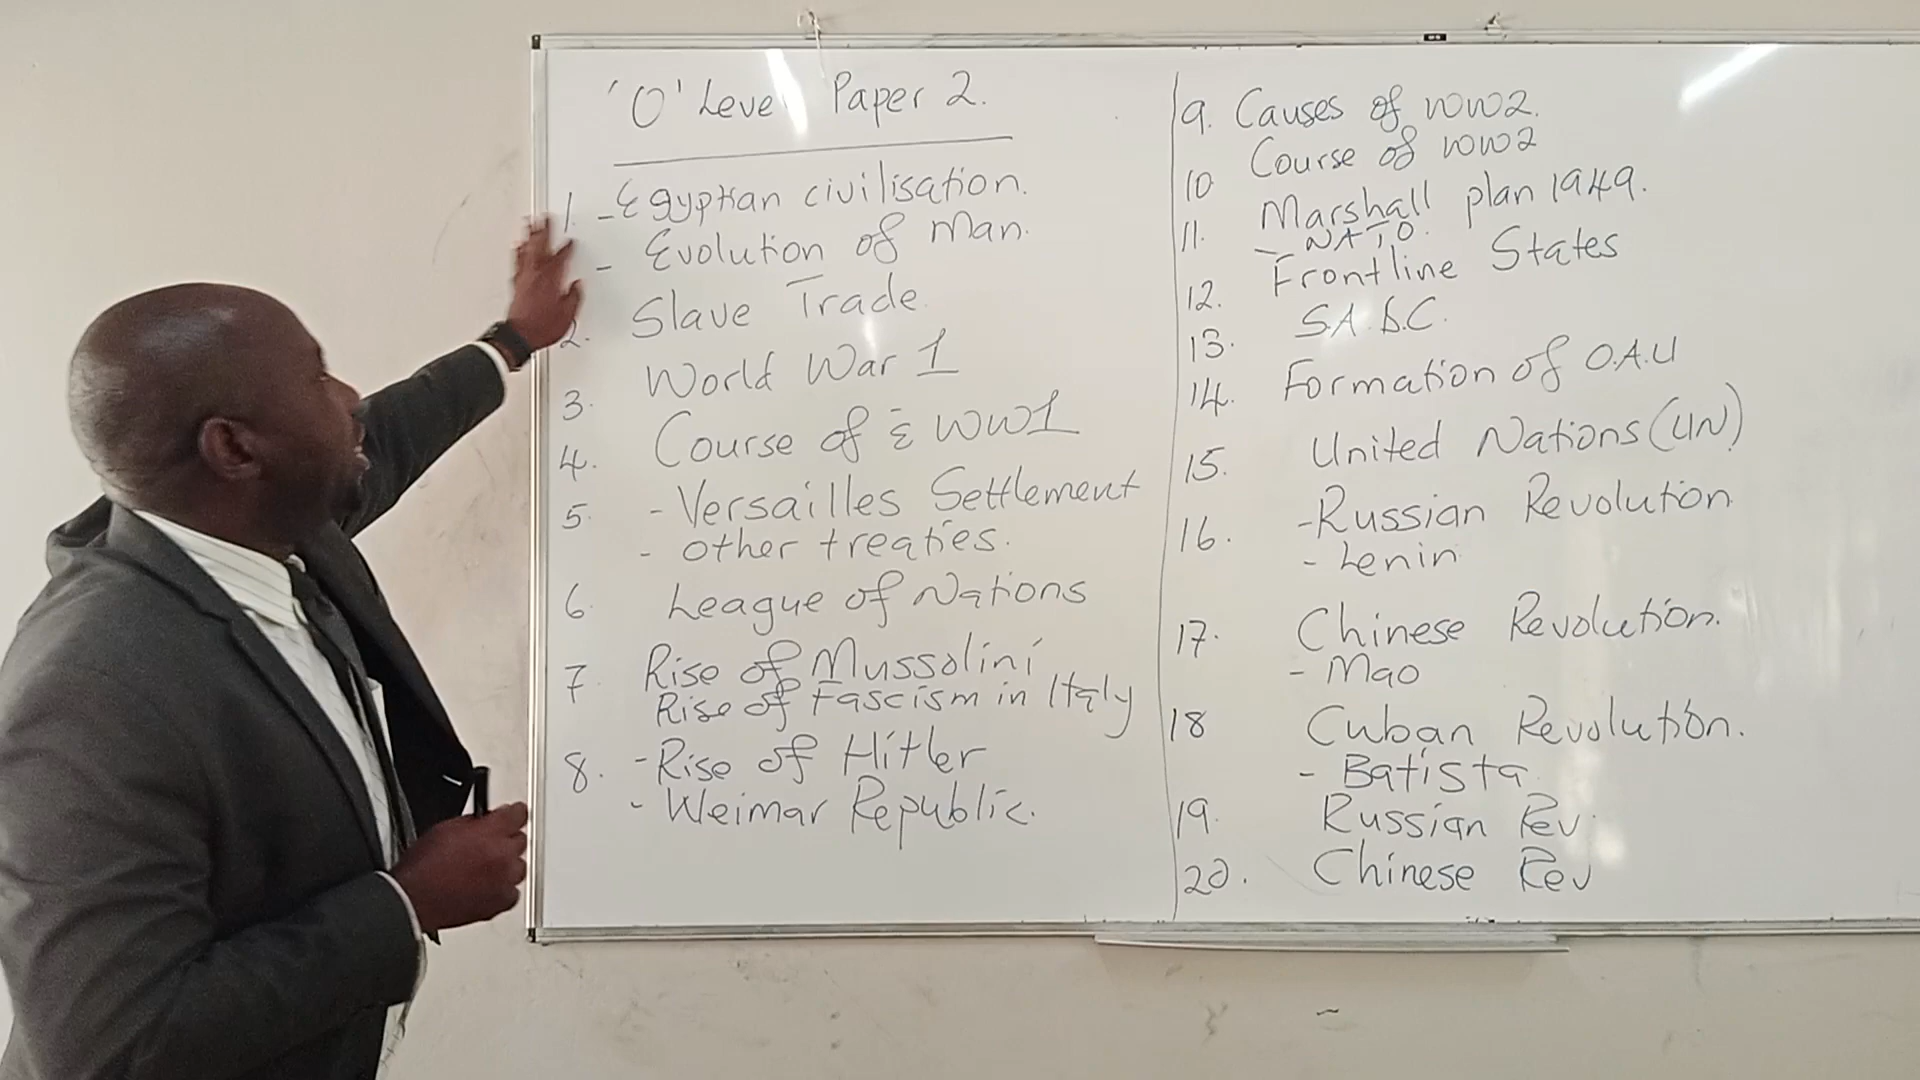 'O' Level Paper 2.
1. - Egyptian civilisation.
- Evolution of Man.
2. Slave Trade.
3. World War 1
4. Course of WW1
5. - Versailles Settlement
- other treaties.
6. League of Nations
7. Rise of Mussolini
Rise of Fascism in Italy
8. - Rise of Hitler
- Weimar Republic.
9. Causes of WW2.
10 Course of WW2
11. Marshall plan 1949.
- NATO.
12. Frontline States
13. S.A.D.C.
14. Formation of O.A.U
15. United Nations (UN)
16. - Russian Revolution
- Lenin
17. Chinese Revolution.
- Mao
18 Cuban Revolution.
- Batista
19. Russian Rev.
20. Chinese Rev